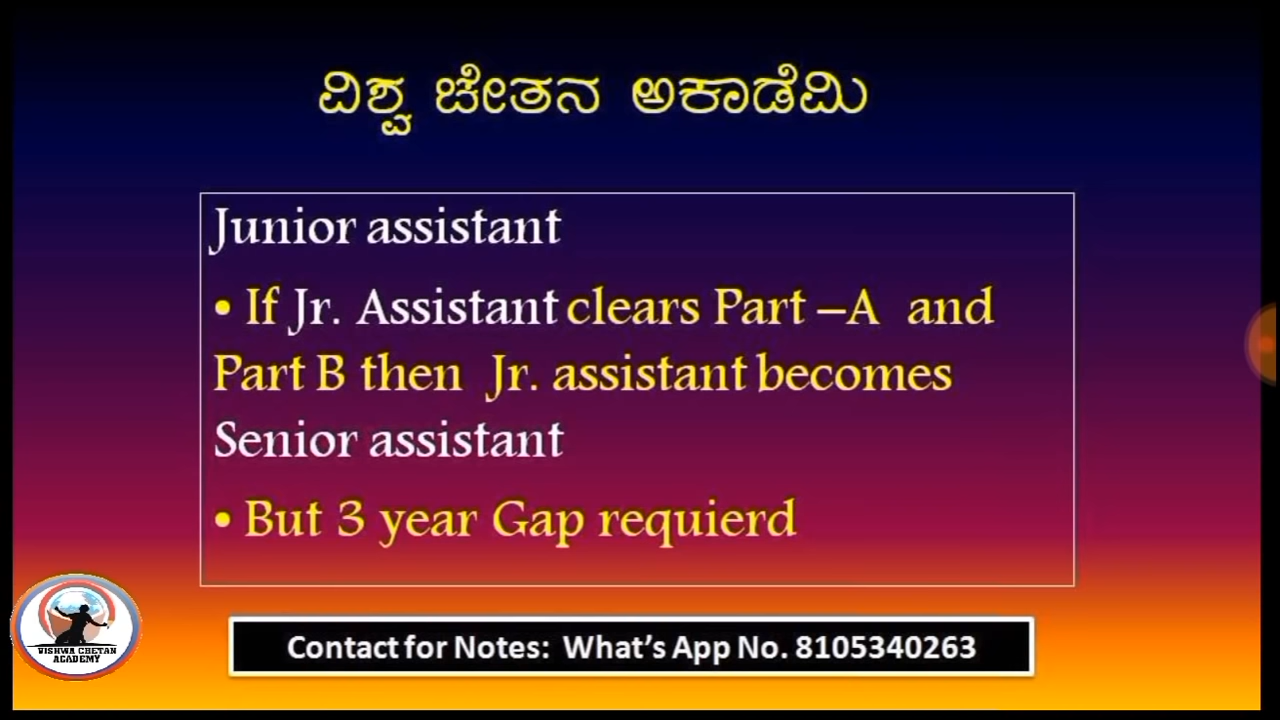 ವಿಶ್ವ ಚೇತನ ಅಕಾಡೆಮಿ
Junior assistant
• If Jr. Assistant clears Part –A and
Part B then Jr. assistant becomes
Senior assistant
• But 3 year Gap requierd
VISHWA CHETAN
ACADEMY
Contact for Notes: What's App No. 8105340263